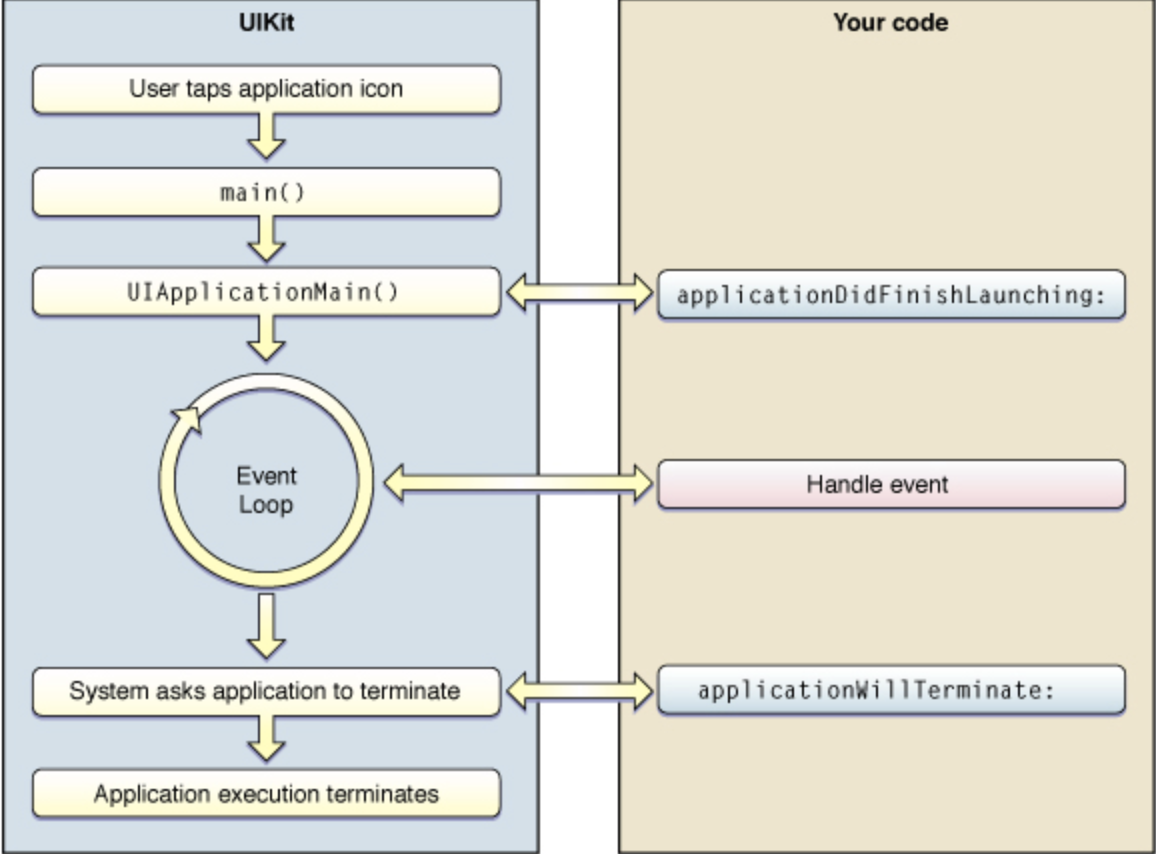 UIKit
User taps application icon
main()
UIApplicationMain()
Event
Loop
System asks application to terminate
Application execution terminates
Your code
applicationDidFinishLaunching:
Handle event
applicationWillTerminate: